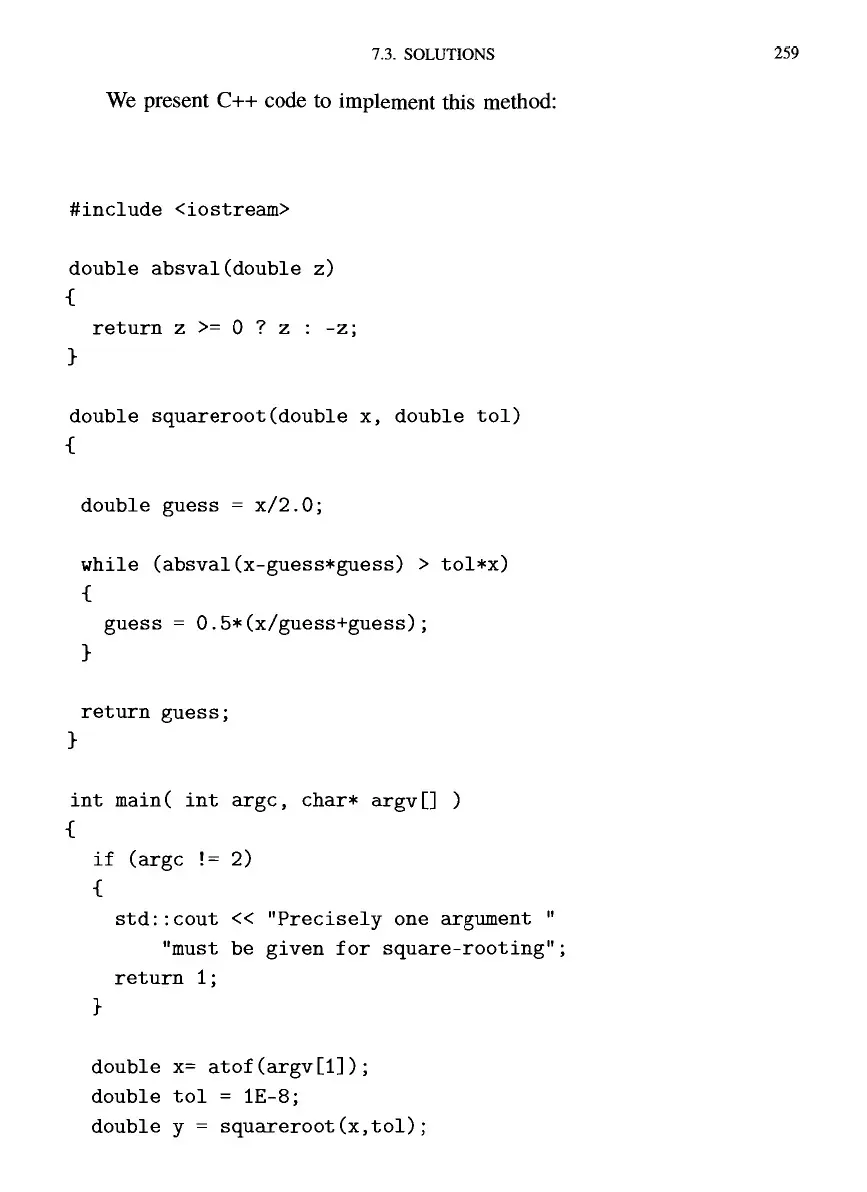 7.3. SOLUTIONS 259
We present C++ code to implement this method:
#include <iostream>
double absval(double z)
{
return z >= 0 ? z : -z;
}
double squareroot(double x, double tol)
{
double guess = x/2.0;
while (absval(x-guess*guess) > tol*x)
{
guess = 0.5*(x/guess+guess);
}
return guess;
}
int main( int argc, char* argv[] )
{
if (argc != 2)
{
std::cout << "Precisely one argument "
"must be given for square-rooting";
return 1;
}
double x= atof(argv[1]);
double tol = 1E-8;
double y = squareroot(x,tol);